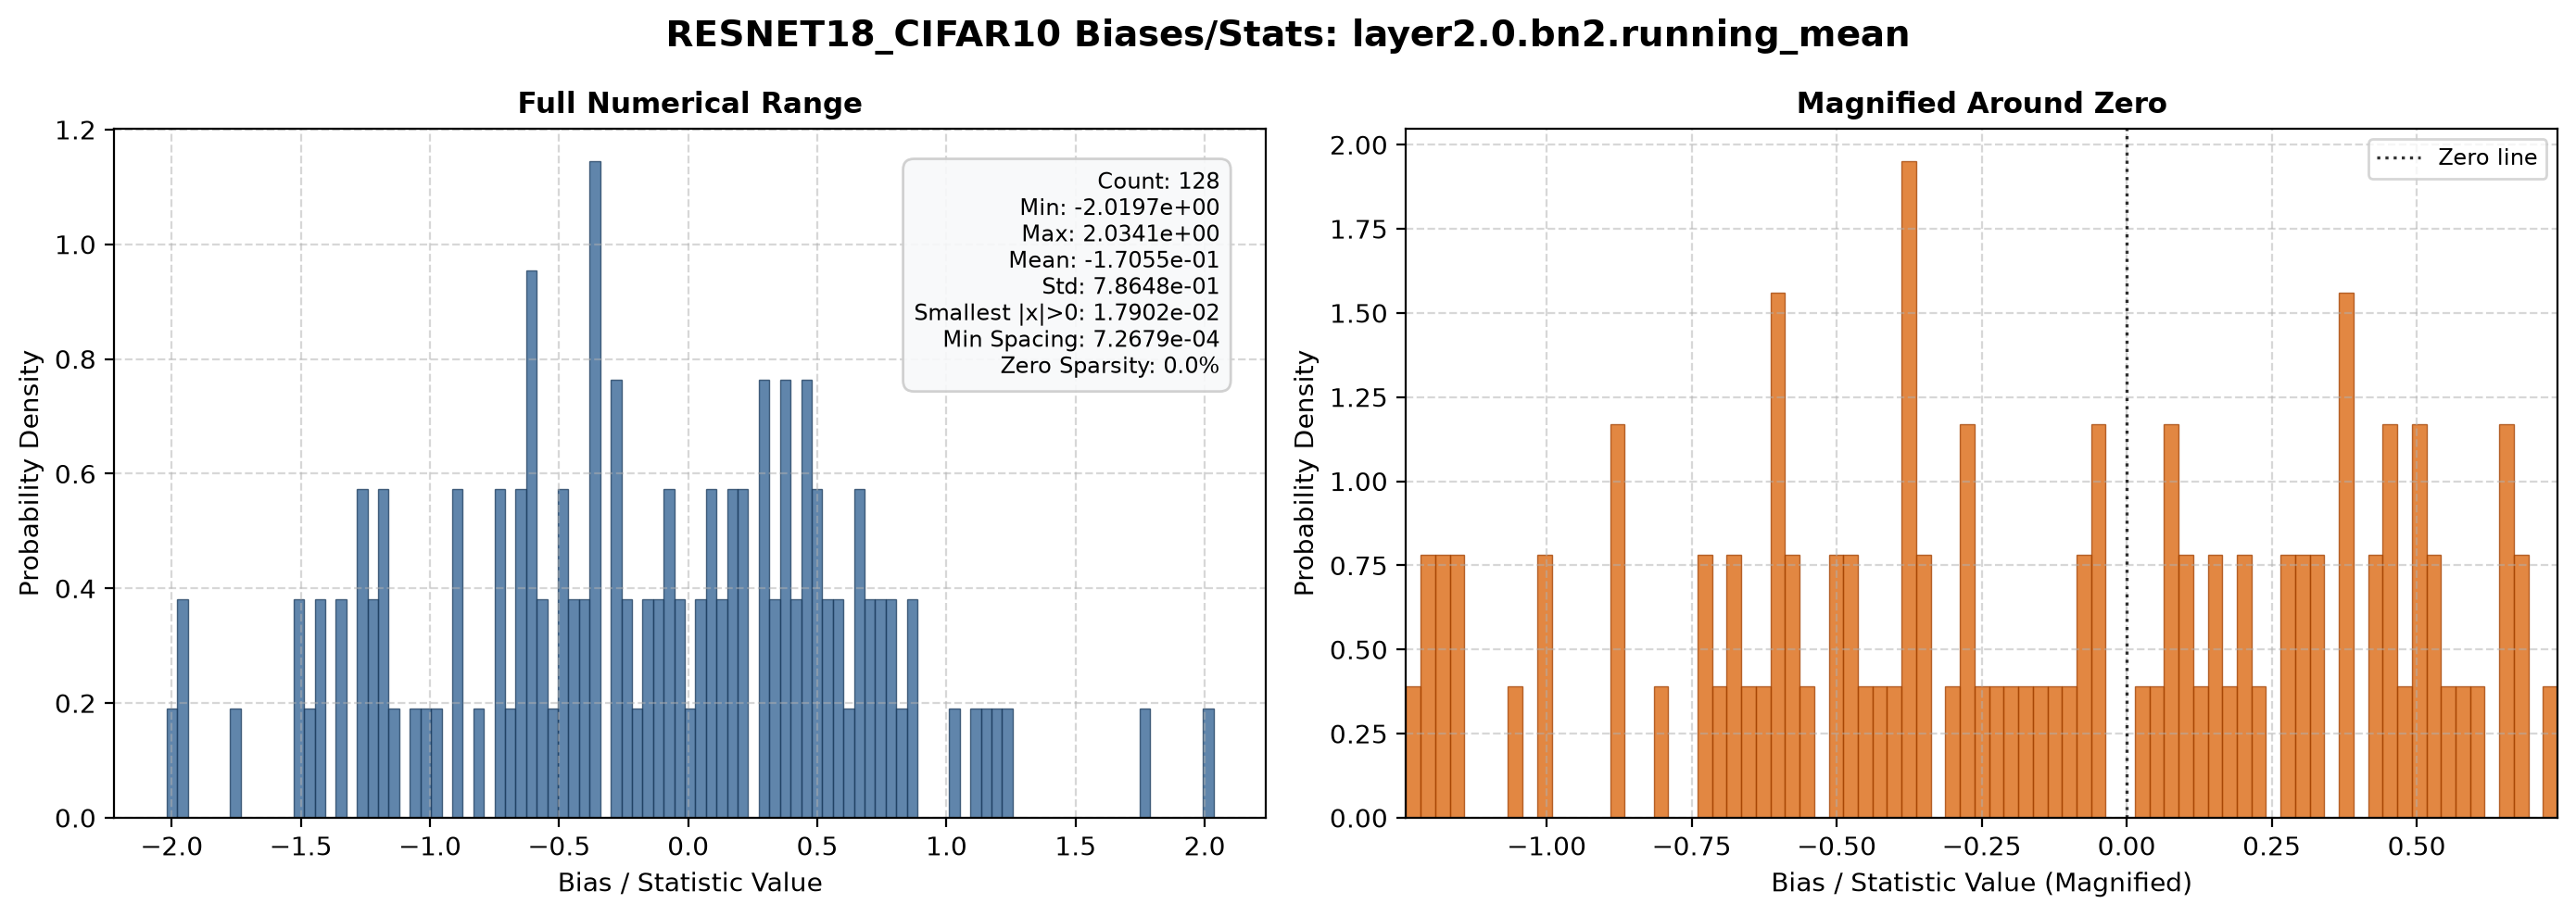 RESNET18_CIFAR10 Biases/Stats: layer2.0.bn2.running_mean
Full Numerical Range
1.2
1.0
0.8
0.6
0.4
0.2
0.0
Probability Density
Count: 128
Min: -2.0197e+00
Max: 2.0341e+00
Mean: -1.7055e-01
Std: 7.8648e-01
Smallest |x|>0: 1.7902e-02
Min Spacing: 7.2679e-04
Zero Sparsity: 0.0%
−2.0 −1.5 −1.0 −0.5 0.0 0.5 1.0 1.5 2.0
Bias / Statistic Value
Magnified Around Zero
2.00
1.75
1.50
1.25
1.00
0.75
0.50
0.25
0.00
Probability Density
Zero line
−1.00 −0.75 −0.50 −0.25 0.00 0.25 0.50
Bias / Statistic Value (Magnified)